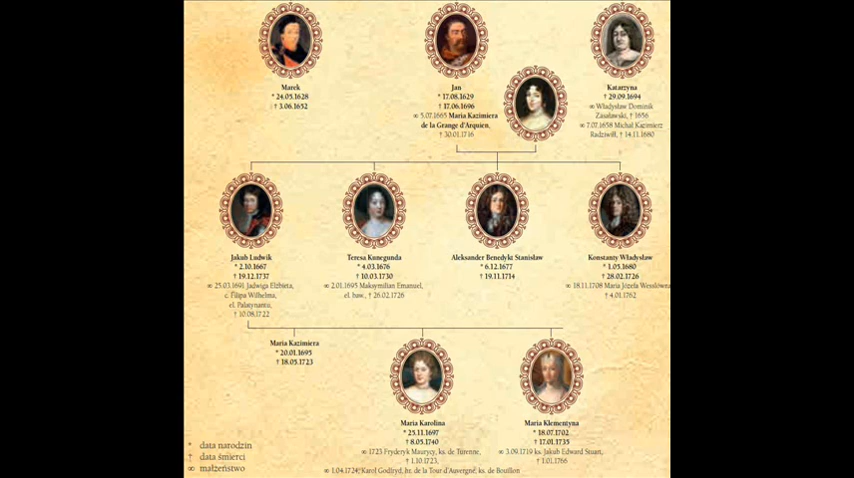 Marek
* 24.05.1628
† 3.06.1652
Jan
* 17.08.1629
† 17.06.1696
∞ 5.07.1665 Maria Kazimiera
de la Grange d'Arquien,
† 30.01.1716
Katarzyna
† 29.09.1694
∞ Władysław Dominik
Zasławski, † 1656
∞ 7.07.1658 Michał Kazimierz
Radziwiłł, † 14.11.1680
Jakub Ludwik
* 2.10.1667
† 19.12.1737
∞ 25.03.1691 Jadwiga Elżbieta,
c. Filipa Wilhelma,
el. Palatynatu,
† 10.08.1722
Teresa Kunegunda
* 4.03.1676
† 10.03.1730
∞ 2.01.1695 Maksymilian Emanuel,
el. baw., † 26.02.1726
Aleksander Benedykt Stanisław
* 6.12.1677
† 19.11.1714
Konstanty Władysław
* 1.05.1680
† 28.02.1726
∞ 18.11.1708 Maria Józefa Wesslówna
† 4.01.1762
Maria Kazimiera
* 20.01.1695
† 18.05.1723
Maria Karolina
* 25.11.1697
† 8.05.1740
∞ 1723 Fryderyk Maurycy, ks. de Turenne,
† 1.10.1723,
∞ 1.04.1724, Karol Godfryd, hr. de la Tour d'Auvergne, ks. de Bouillon
Maria Klementyna
* 18.07.1702
† 17.01.1735
∞ 3.09.1719 ks. Jakub Edward Stuart,
† 1.01.1766
* data narodzin
† data śmierci
∞ małżeństwo